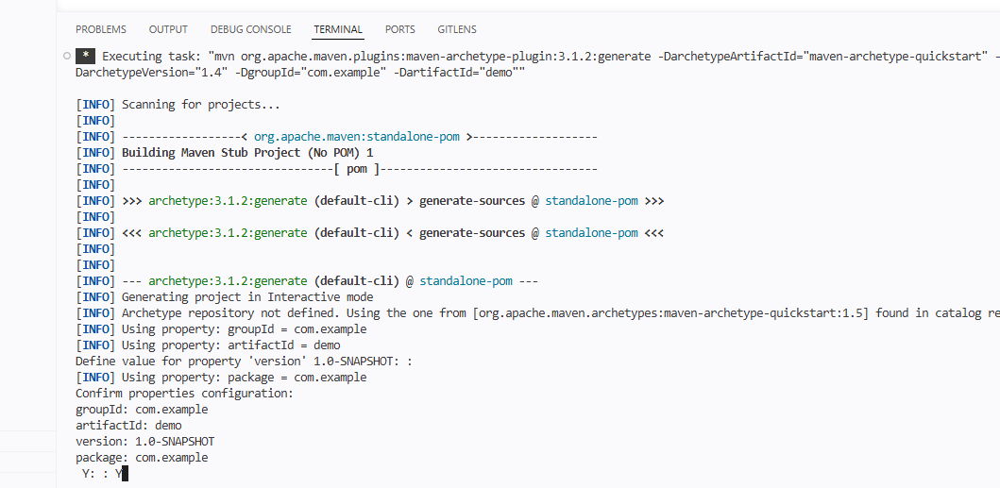 PROBLEMS OUTPUT DEBUG CONSOLE TERMINAL PORTS GITLENS
* Executing task: "mvn org.apache.maven.plugins:maven-archetype-plugin:3.1.2:generate -DarchetypeArtifactId="maven-archetype-quickstart" -
DarchetypeVersion="1.4" -DgroupId="com.example" -DartifactId="demo""
[INFO] Scanning for projects...
[INFO]
[INFO] ------------------< org.apache.maven:standalone-pom >-------------------
[INFO] Building Maven Stub Project (No POM) 1
[INFO] --------------------------------[ pom ]---------------------------------
[INFO]
[INFO] >>> archetype:3.1.2:generate (default-cli) > generate-sources @ standalone-pom >>>
[INFO]
[INFO] <<< archetype:3.1.2:generate (default-cli) < generate-sources @ standalone-pom <<<
[INFO]
[INFO]
[INFO] --- archetype:3.1.2:generate (default-cli) @ standalone-pom ---
[INFO] Generating project in Interactive mode
[INFO] Archetype repository not defined. Using the one from [org.apache.maven.archetypes:maven-archetype-quickstart:1.5] found in catalog re
[INFO] Using property: groupId = com.example
[INFO] Using property: artifactId = demo
Define value for property 'version' 1.0-SNAPSHOT: :
[INFO] Using property: package = com.example
Confirm properties configuration:
groupId: com.example
artifactId: demo
version: 1.0-SNAPSHOT
package: com.example
Y: : Y